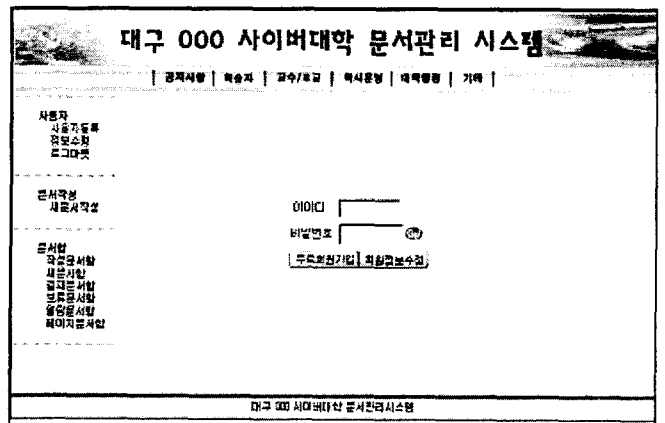 대구 000 사이버대학 문서관리 시스템
공지사항 | 학습자 | 교수/조교 | 학사운영 | 대학행정 | 기타
사용자
사용자등록
정보수정
로그아웃
문서작성
새문서작성
아이디
비밀번호
무료회원가입 회원정보수정
문서함
작성문서함
새문서함
결재문서함
보류문서함
열람문서함
페이지문서함
대구 000 사이버대학 문서관리시스템